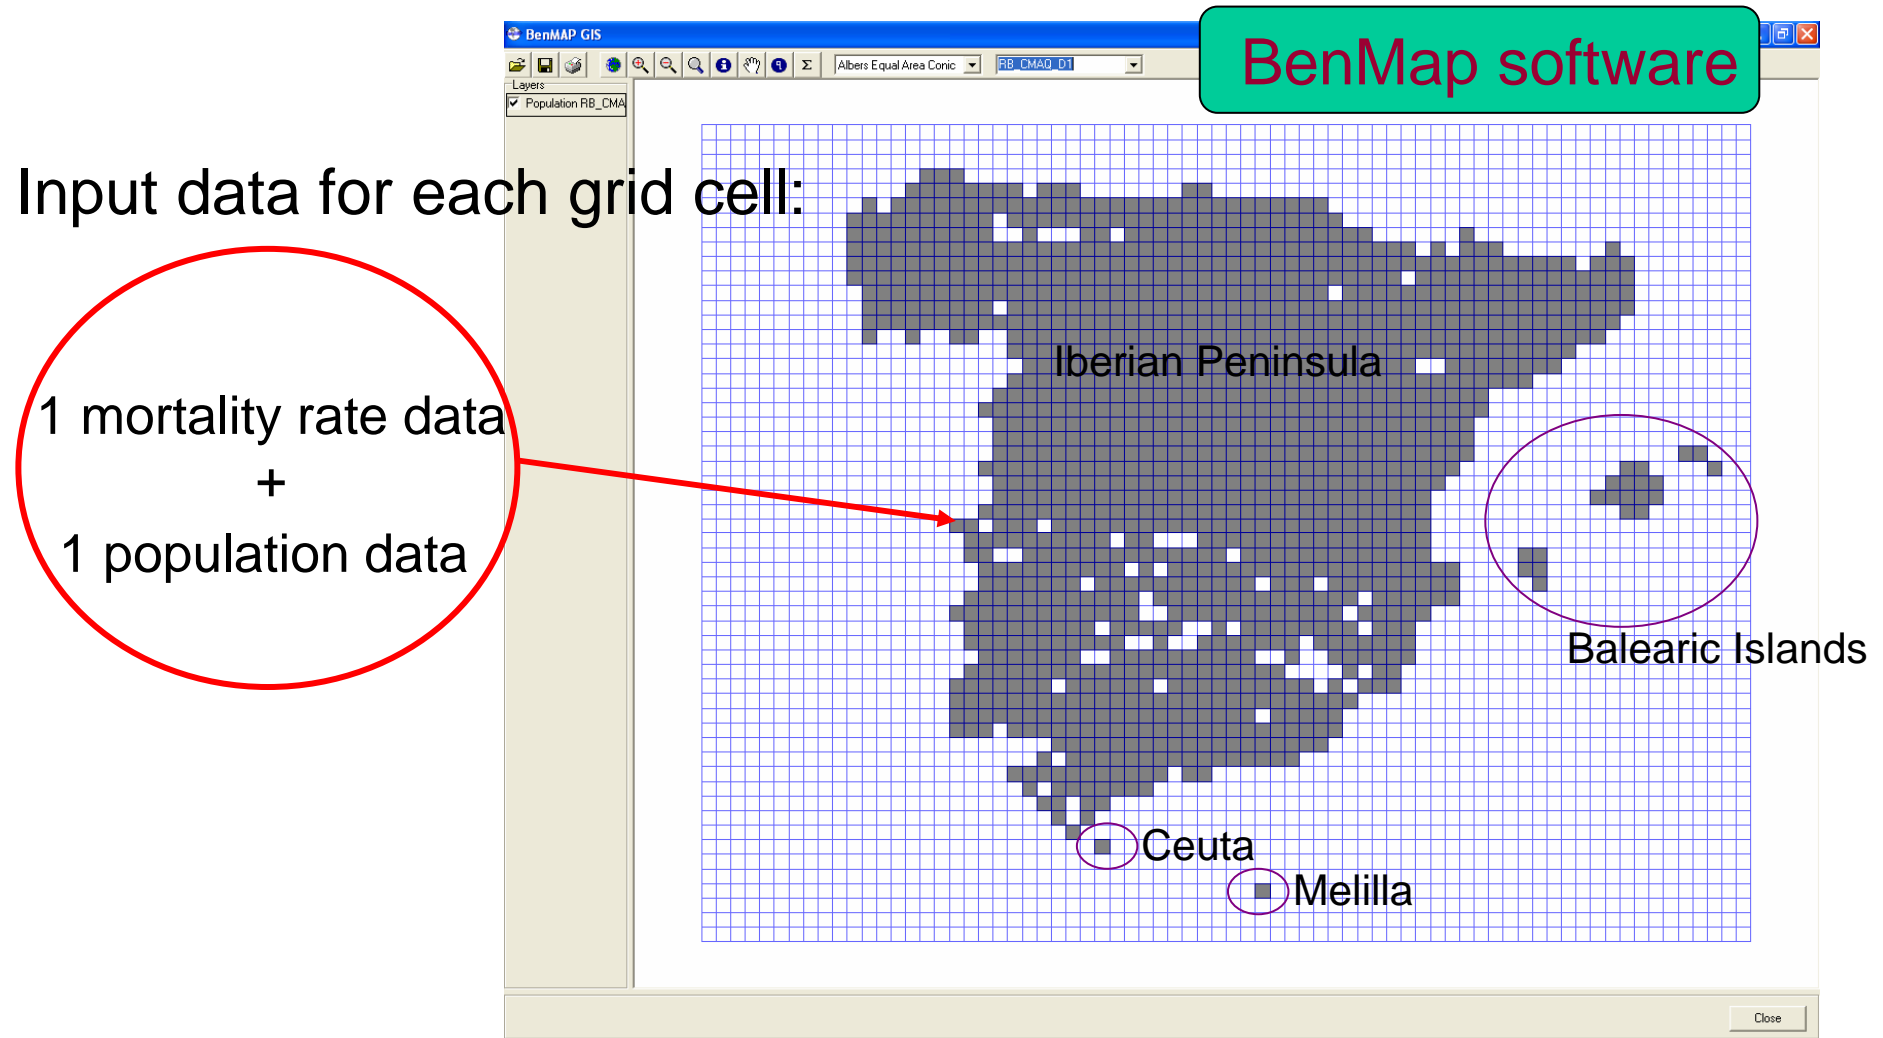 BenMAP GIS
BenMap software
Albers Equal Area Conic
RB_CMAQ_D1
Layers
Population RB_CMA
Input data for each grid cell:
Iberian Peninsula
1 mortality rate data
+
1 population data
Balearic Islands
Ceuta
Melilla
Close